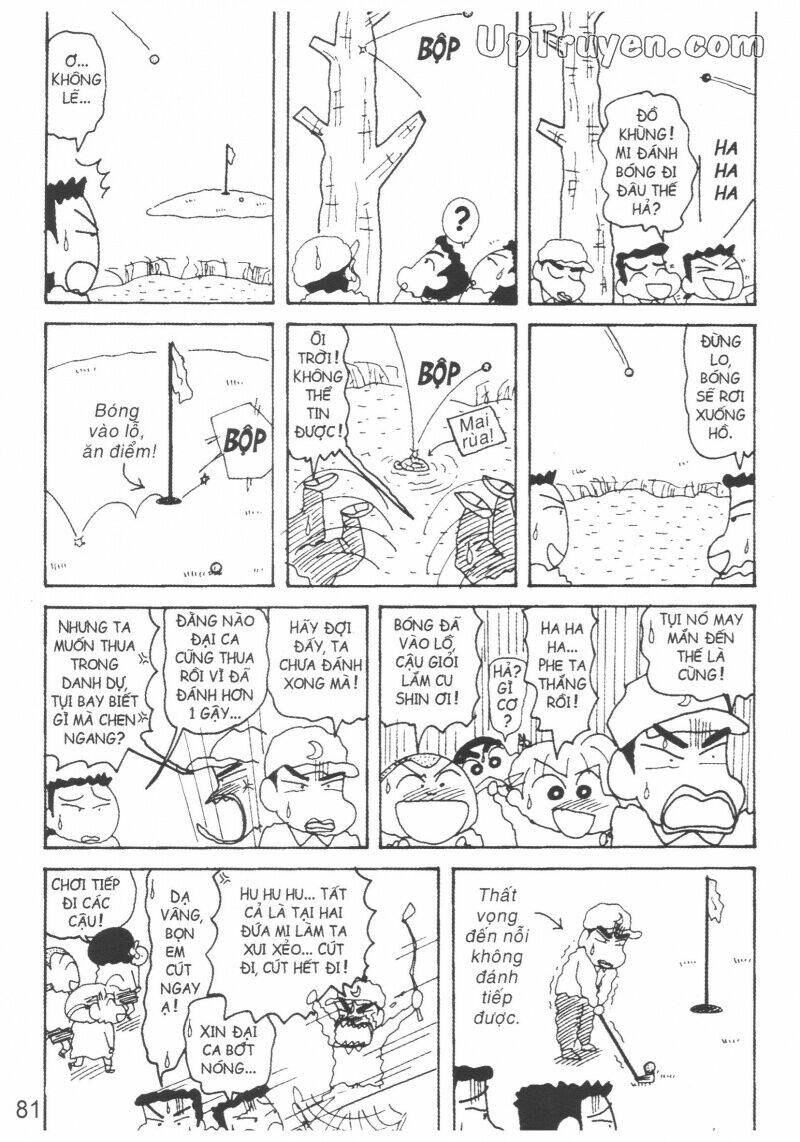 UpTruyen.com
ĐỒ
KHÙNG!
MI ĐÁNH
BÓNG ĐI
ĐÂU THẾ
HẢ?
HA
HA
HA
BỘP
?
Ơ...
KHÔNG
LẼ...
ĐỪNG
LO,
BÓNG
SẼ RƠI
XUỐNG
HỒ.
BỘP
Mai
rùa!
ÔI
TRỜI!
KHÔNG
THỂ
TIN
ĐƯỢC!
BỘP
Bóng
vào lỗ,
ăn điểm!
TỤI NÓ MAY
MẮN ĐẾN
THẾ LÀ
CÙNG!
HA HA
HA ...
PHE TA
THẮNG
RỒI!
HẢ?
GÌ
CƠ
?
BÓNG ĐÃ
VÀO LỖ,
CẬU GIỎI
LẮM CU
SHIN ƠI!
HÃY ĐỢI
ĐẤY, TA
CHƯA ĐÁNH
XONG MÀ!
ĐẰNG NÀO
ĐẠI CA
CŨNG THUA
RỒI VÌ ĐÃ
ĐÁNH HƠN
1 GẬY...
NHƯNG TA
MUỐN THUA
TRONG
DANH DỰ,
TỤI BAY BIẾT
GÌ MÀ CHEN
NGANG?
Thất
vọng
đến nỗi
không
đánh
tiếp
được.
HU HU HU... TẤT
CẢ LÀ TẠI HAI
ĐỨA MI LÀM TA
XUI XẺO... CÚT
ĐI, CÚT HẾT ĐI!
XIN ĐẠI
CA BỚT
NÓNG...
DẠ
VÂNG,
BỌN
EM
CÚT
NGAY
Ạ!
CHƠI TIẾP
ĐI CÁC
CẬU!
81